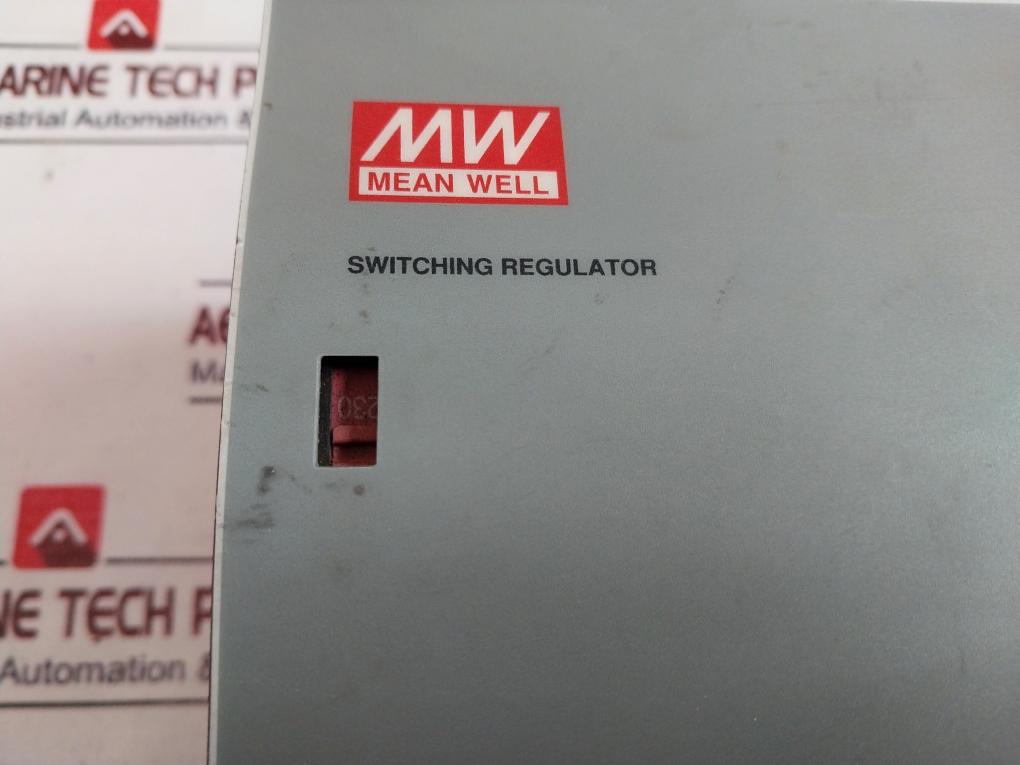 ARINE TECH P
strial Automation &
MW
MEAN WELL
SWITCHING REGULATOR
230
NE TECH P
Automation &